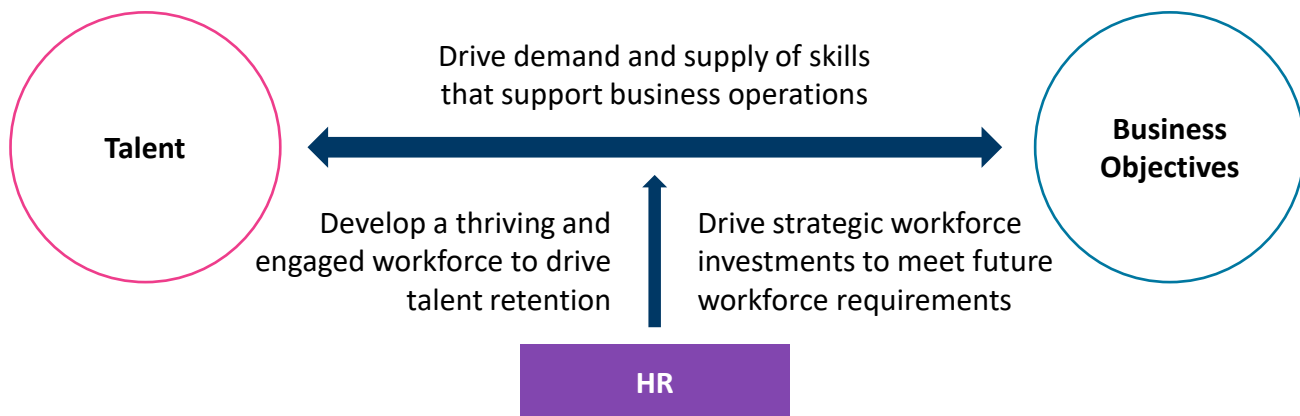 Drive demand and supply of skills
that support business operations
Talent
Business
Objectives
Develop a thriving and
engaged workforce to drive
talent retention
Drive strategic workforce
investments to meet future
workforce requirements
HR